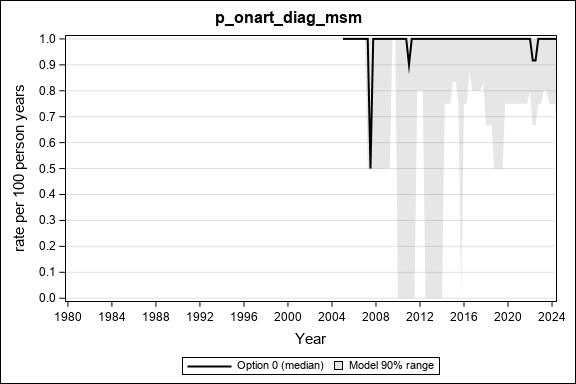 p_onart_diag_msm
rate per 100 person years
1.0
0.9
0.8
0.7
0.6
0.5
0.4
0.3
0.2
0.1
0.0
1980 1984 1988 1992 1996 2000 2004 2008 2012 2016 2020 2024
Year
Option 0 (median) Model 90% range